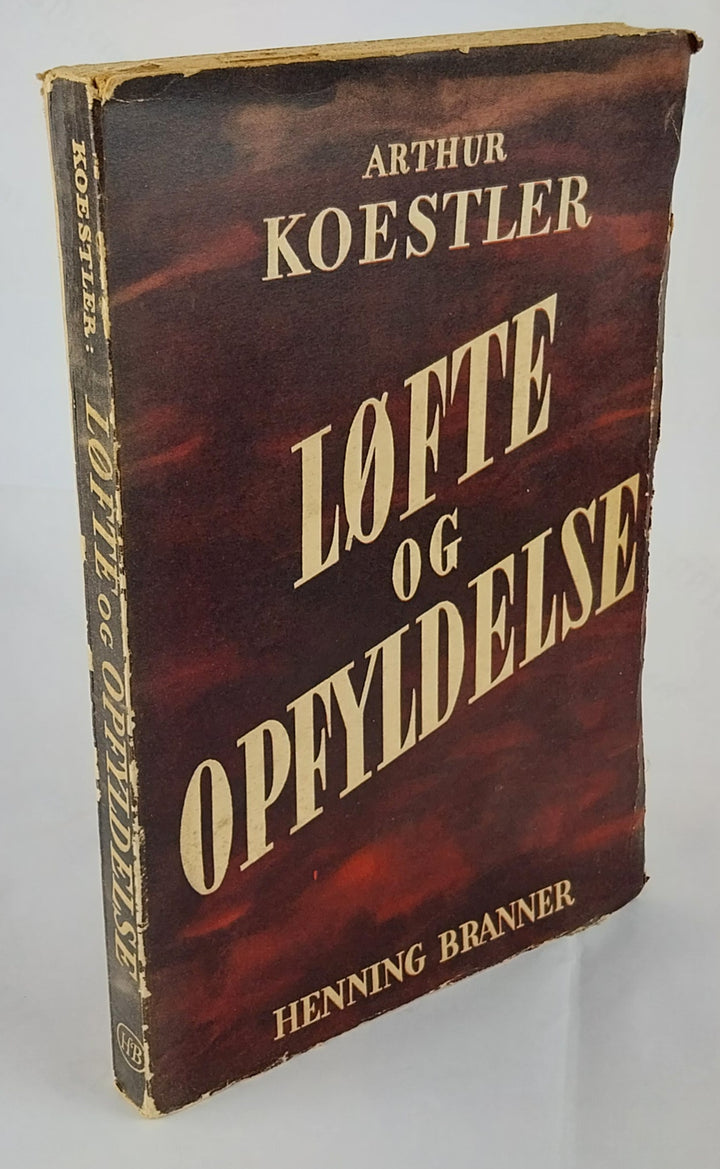 ARTHUR
KOESTLER
LØFTE
OG
OPFYLDELSE
HENNING BRANNER
KOESTLER: LØFTE OG OPFYLDELSE
HB